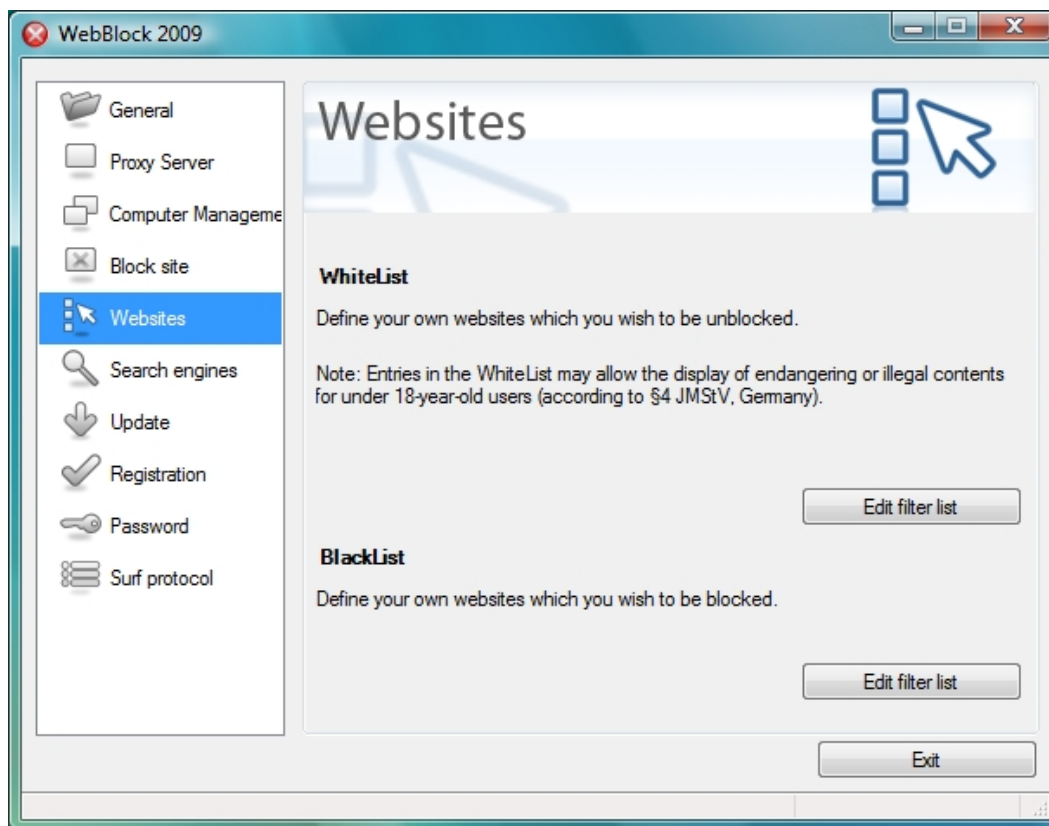 WebBlock 2009
General
Proxy Server
Computer Manageme
Block site
Websites
Search engines
Update
Registration
Password
Surf protocol
Websites
WhiteList
Define your own websites which you wish to be unblocked.
Note: Entries in the WhiteList may allow the display of endangering or illegal contents
for under 18-year-old users (according to §4 JMStV, Germany).
Edit filter list
BlackList
Define your own websites which you wish to be blocked.
Edit filter list
Exit